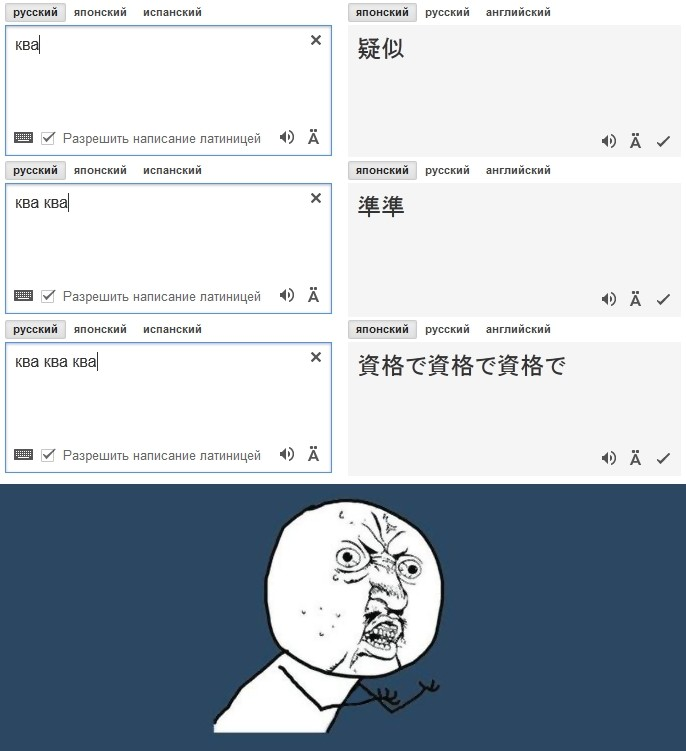 русский японский испанский японский русский английский
ква 疑似
Разрешить написание латиницей Ä Ä
русский японский испанский японский русский английский
ква ква 準準
Разрешить написание латиницей Ä Ä
русский японский испанский японский русский английский
ква ква ква 資格で資格で資格で
Разрешить написание латиницей Ä Ä